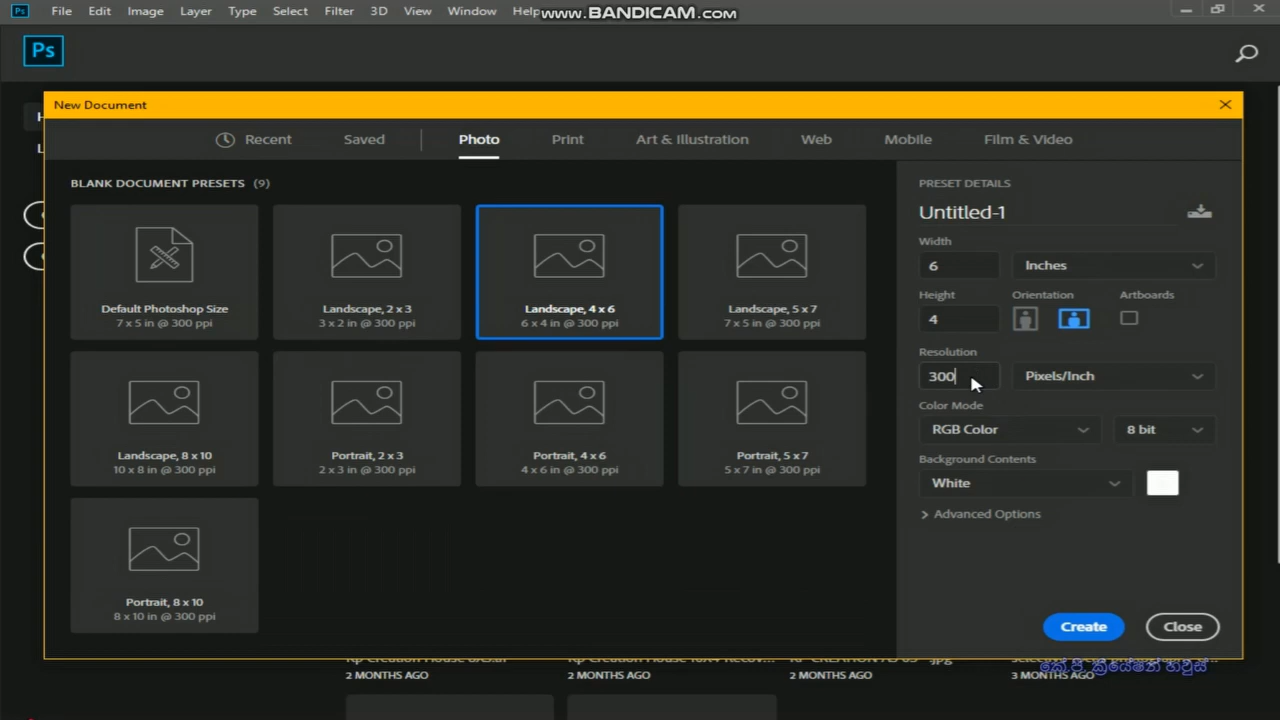 Ps File Edit Image Layer Type Select Filter 3D View Window Help
www.BANDICAM.com
Ps
New Document
Recent Saved Photo Print Art & Illustration Web Mobile Film & Video
BLANK DOCUMENT PRESETS (9)
Default Photoshop Size
7 x 5 in @ 300 ppi
Landscape, 2 x 3
3 x 2 in @ 300 ppi
Landscape, 4 x 6
6 x 4 in @ 300 ppi
Landscape, 5 x 7
7 x 5 in @ 300 ppi
Landscape, 8 x 10
10 x 8 in @ 300 ppi
Portrait, 2 x 3
2 x 3 in @ 300 ppi
Portrait, 4 x 6
4 x 6 in @ 300 ppi
Portrait, 5 x 7
5 x 7 in @ 300 ppi
Portrait, 8 x 10
8 x 10 in @ 300 ppi
PRESET DETAILS
Untitled-1
Width
6 Inches
Height Orientation Artboards
4
Resolution
300 Pixels/Inch
Color Mode
RGB Color 8 bit
Background Contents
White
Advanced Options
Create Close
කේ.පී. ක්‍රියේෂන් හවුස්
2 MONTHS AGO 2 MONTHS AGO 2 MONTHS AGO 3 MONTHS AGO